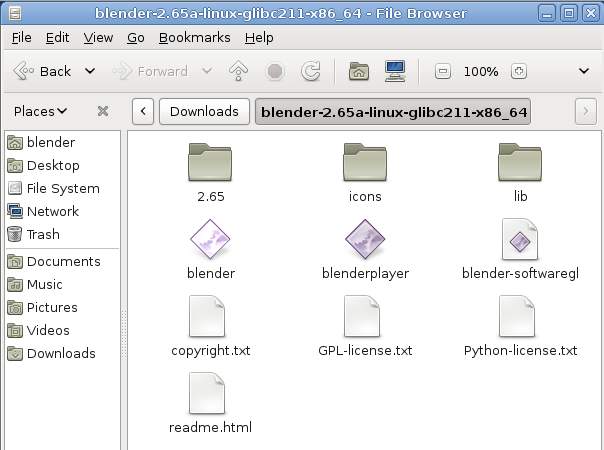 blender-2.65a-linux-glibc211-x86_64 - File Browser
File Edit View Go Bookmarks Help
Back Forward 100%
Places Downloads blender-2.65a-linux-glibc211-x86_64
blender
Desktop
File System
Network
Trash
Documents
Music
Pictures
Videos
Downloads
2.65 icons lib
blender blenderplayer blender-softwaregl
copyright.txt GPL-license.txt Python-license.txt
readme.html